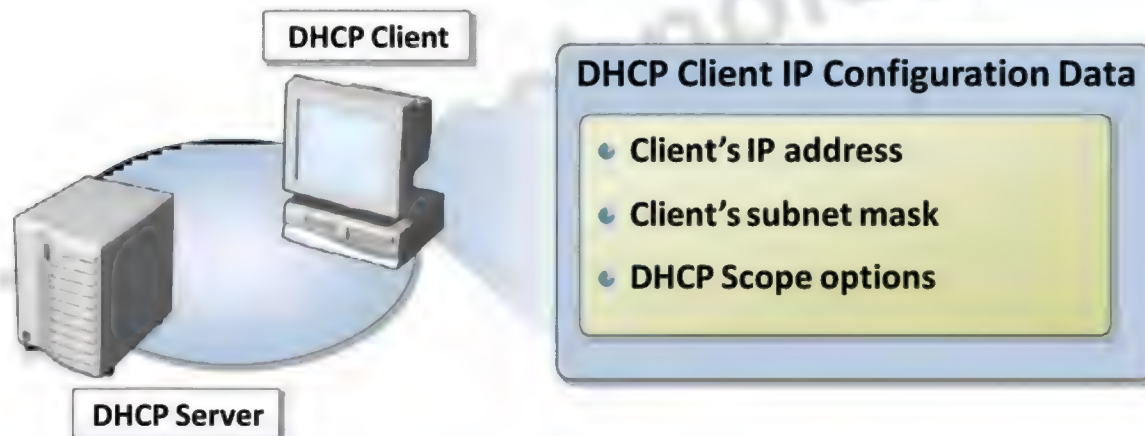 DHCP Client
DHCP Server
DHCP Client IP Configuration Data
Client's IP address
Client's subnet mask
DHCP Scope options